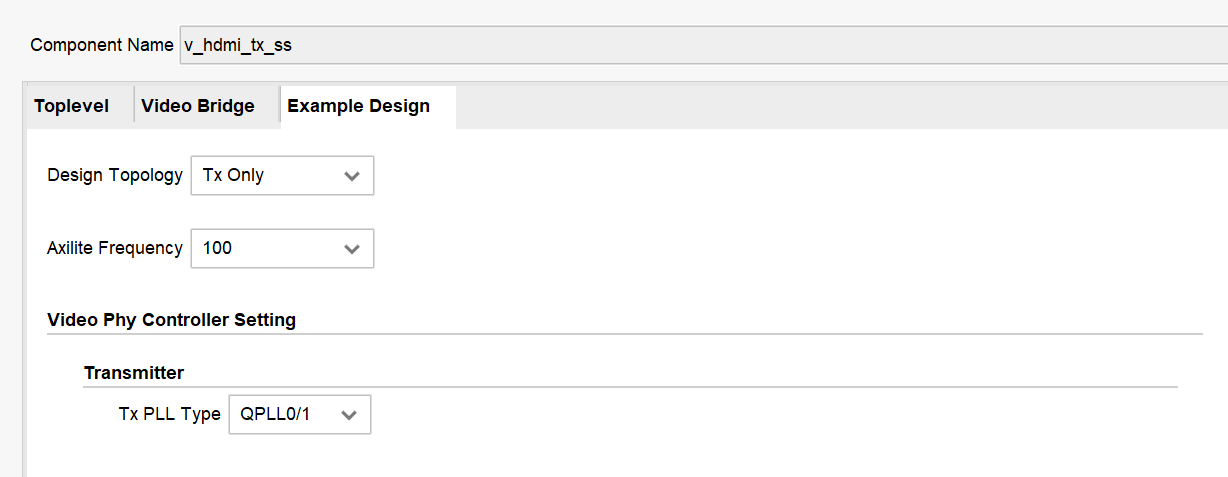 Component Name v_hdmi_tx_ss
Toplevel Video Bridge Example Design
Design Topology Tx Only
Axilite Frequency 100
Video Phy Controller Setting
Transmitter
Tx PLL Type QPLL0/1